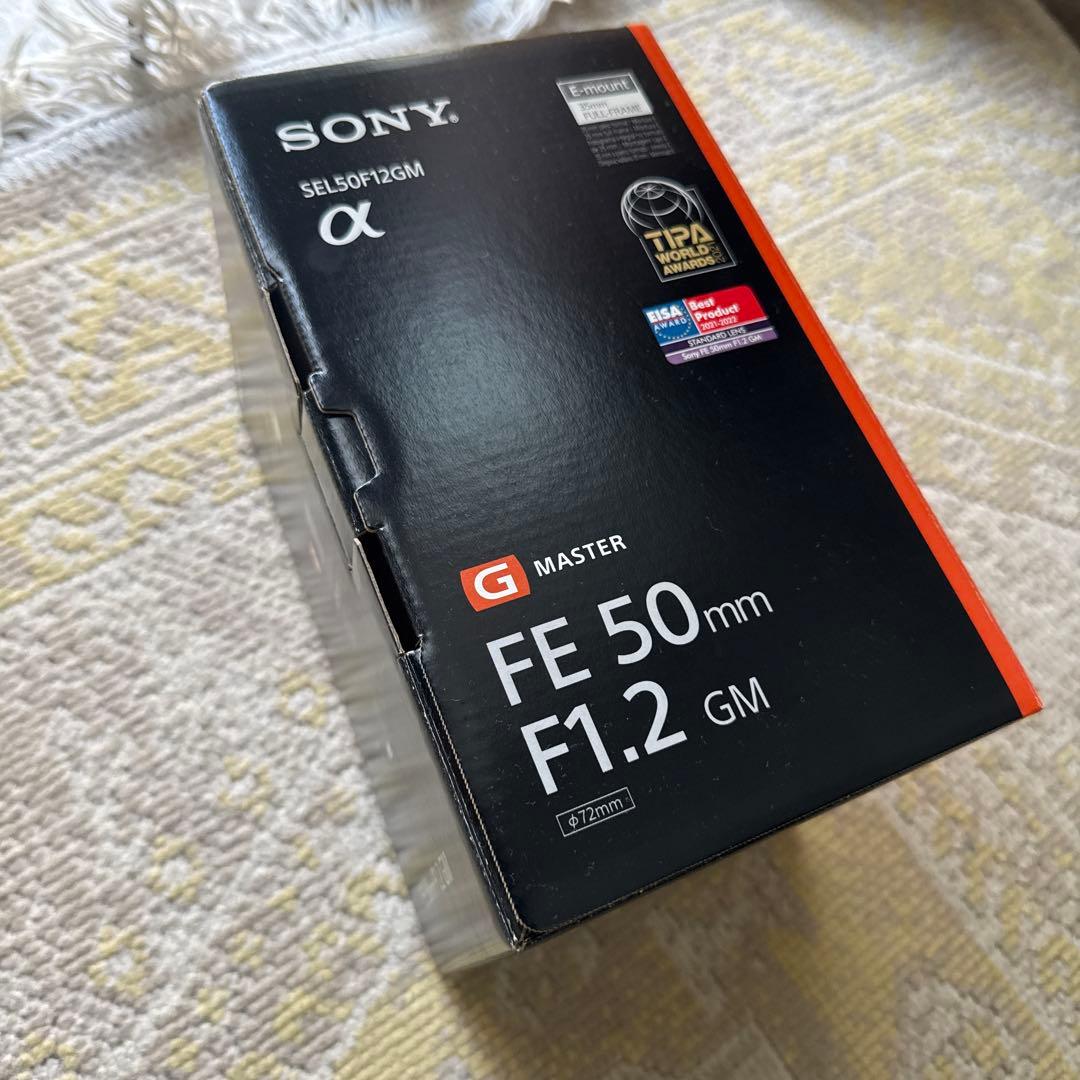 SONY
SEL50F12GM
α
E-mount
35mm
FULL-FRAME
TIPA
WORLD
AWARDS
EISA
AWARD
Best
Product
2021-2022
STANDARD LENS
Sony FE 50mm F1.2 GM
G MASTER
FE 50mm
F1.2 GM
φ72mm